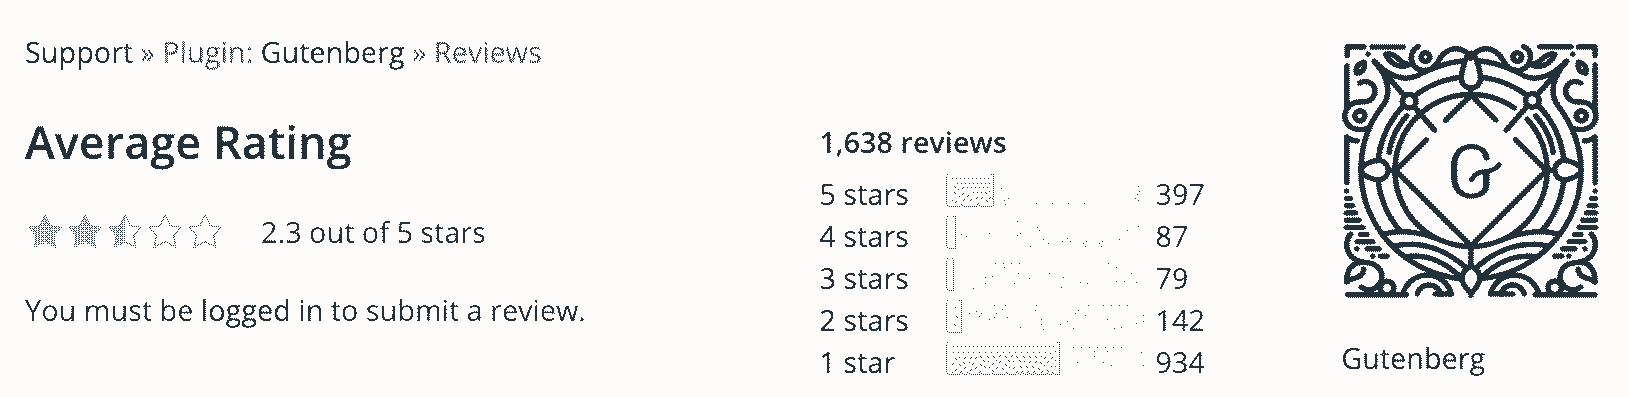 Support » Plugin: Gutenberg » Reviews
Average Rating
2.3 out of 5 stars
You must be logged in to submit a review.
1,638 reviews
5 stars 397
4 stars 87
3 stars 79
2 stars 142
1 star 934
G
Gutenberg